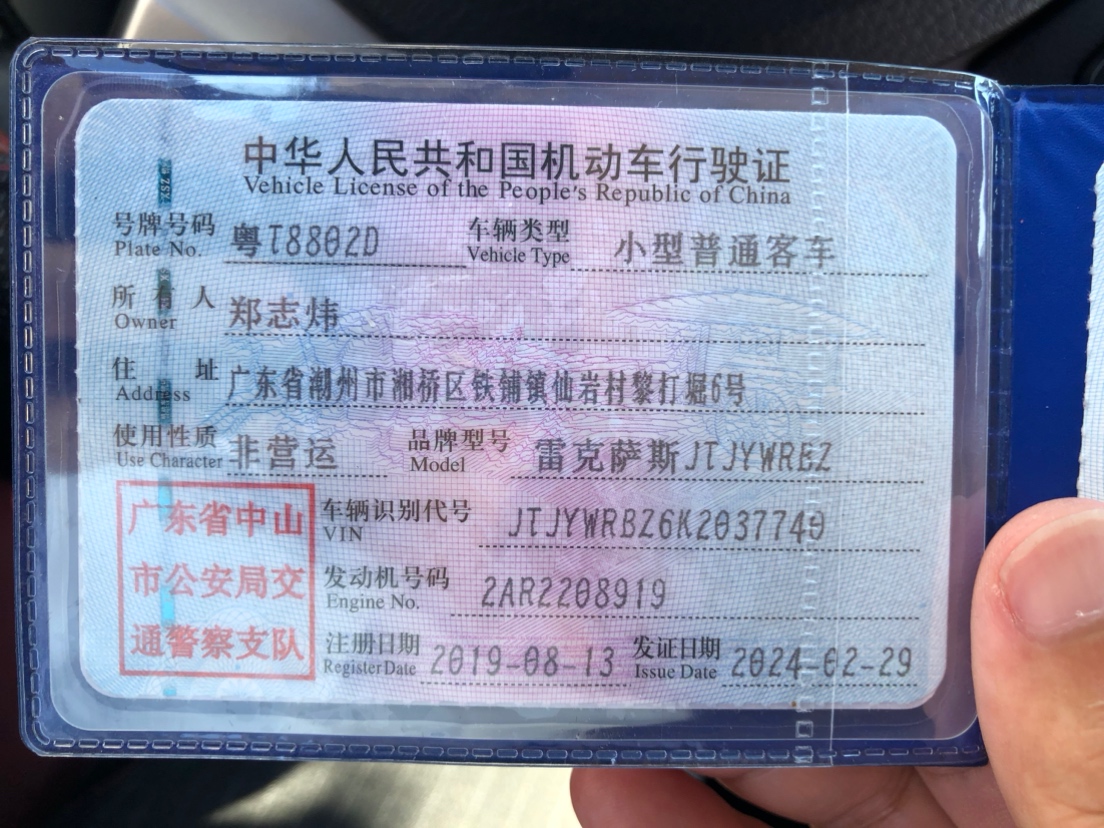 中华人民共和国机动车行驶证
Vehicle License of the People's Republic of China
号牌号码 粤T8802D 车辆类型 小型普通客车
Plate No. Vehicle Type
所有人 郑志炜
Owner
住址 广东省潮州市湘桥区铁铺镇仙岩村黎打堀6号
Address
使用性质 非营运 品牌型号 雷克萨斯JTJYWRBZ
Use Character Model
广东省中山 车辆识别代号 JTJYWRBZ6K2037740
VIN
市公安局交 发动机号码 2AR2208919
Engine No.
通警察支队 注册日期 2019-08-13 发证日期 2024-02-29
Register Date Issue Date